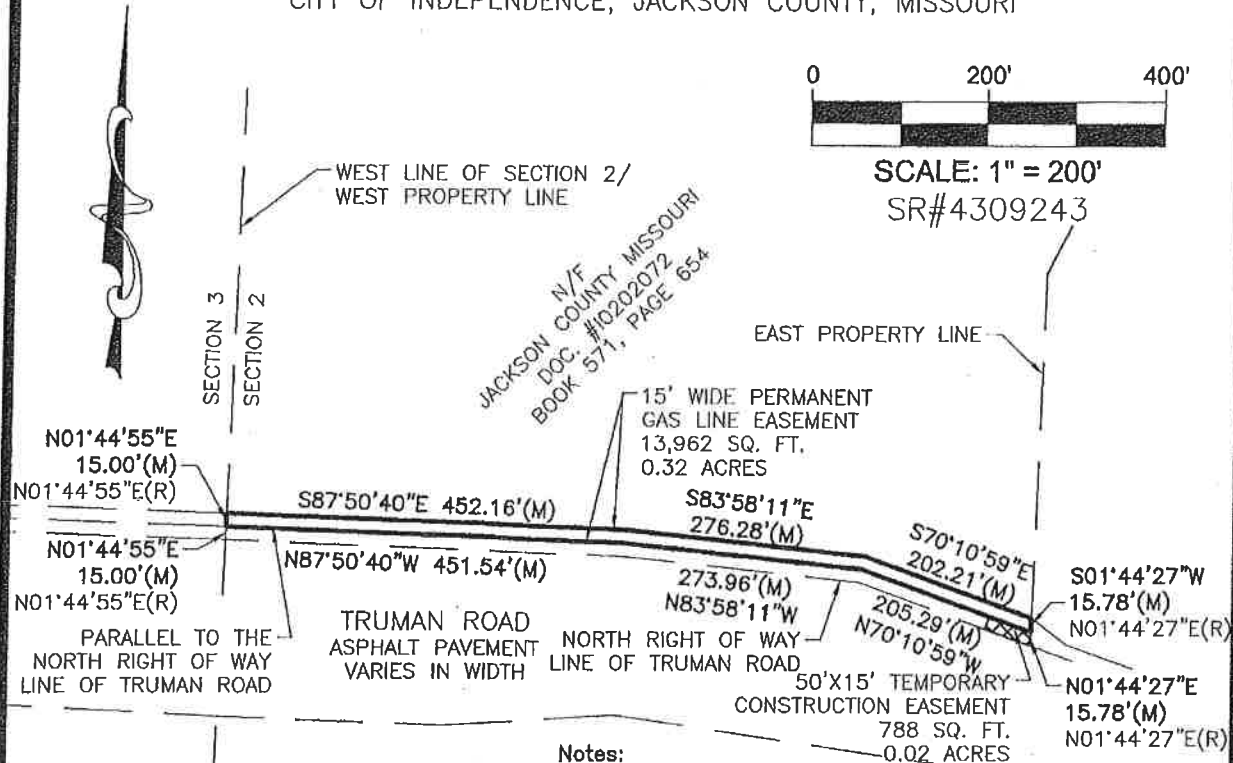 CITY OF INDEPENDENCE, JACKSON COUNTY, MISSOURI
0 200' 400'
SCALE: 1" = 200'
SR#4309243
WEST LINE OF SECTION 2/
WEST PROPERTY LINE
N/F
JACKSON COUNTY MISSOURI
DOC. #I0202072
BOOK 571, PAGE 654
SECTION 3
SECTION 2
EAST PROPERTY LINE
15' WIDE PERMANENT
GAS LINE EASEMENT
13,962 SQ. FT.
0.32 ACRES
N01°44'55"E
15.00'(M)
N01°44'55"E(R)
S87°50'40"E 452.16'(M)
S83°58'11"E
276.28'(M)
S70°10'59"E
202.21'(M)
S01°44'27"W
15.78'(M)
N01°44'27"E(R)
N01°44'55"E
15.00'(M)
N01°44'55"E(R)
N87°50'40"W 451.54'(M)
273.96'(M)
N83°58'11"W
205.29'(M)
N70°10'59"W
N01°44'27"E
15.78'(M)
N01°44'27"E(R)
PARALLEL TO THE
NORTH RIGHT OF WAY
LINE OF TRUMAN ROAD
TRUMAN ROAD
ASPHALT PAVEMENT
VARIES IN WIDTH
NORTH RIGHT OF WAY
LINE OF TRUMAN ROAD
50'X15' TEMPORARY
CONSTRUCTION EASEMENT
788 SQ. FT.
0.02 ACRES
Notes: